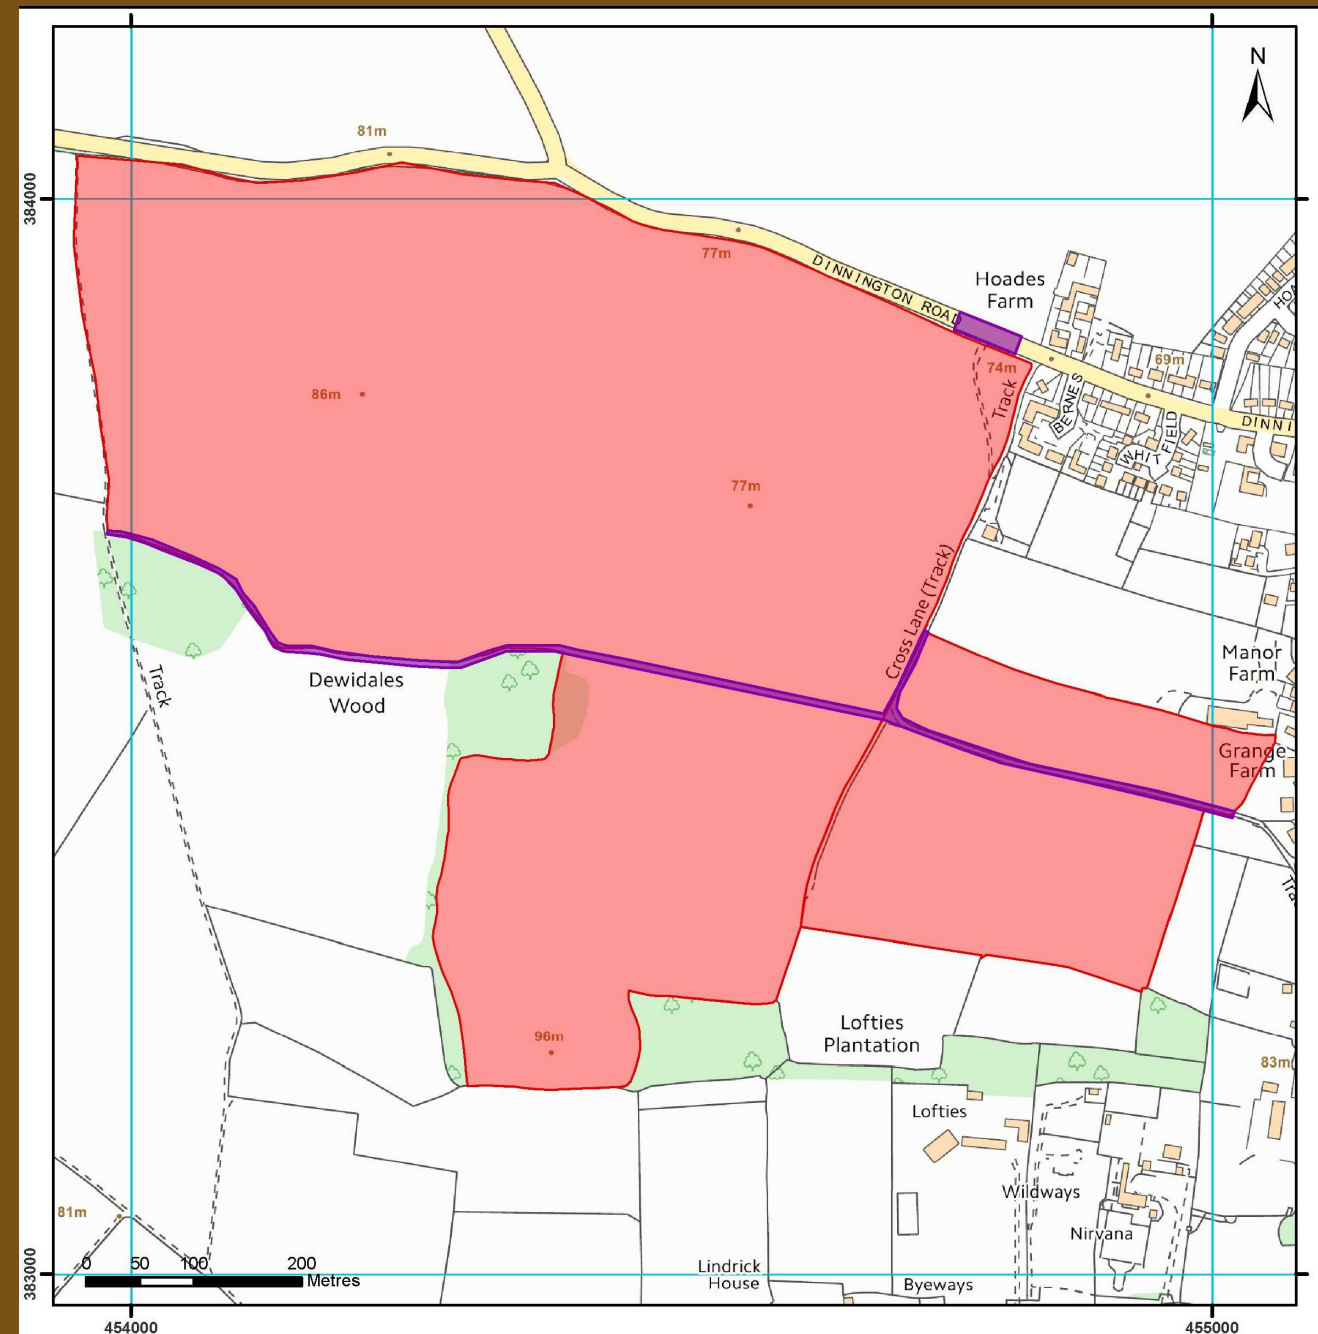 N
81m
384000
77m
DINNINGTON ROAD
Hoades
Farm
HOA
69m
74m
Track
BERNES
WHIT
FIELD
DINNI
86m
77m
Cross Lane (Track)
Manor
Farm
Track
Dewidales
Wood
Grange
Farm
Tra
96m
Lofties
Plantation
83m
Lofties
Wildways
81m
Nirvana
0 50 100 200
Metres
Lindrick
House
Byeways
383000
454000
455000